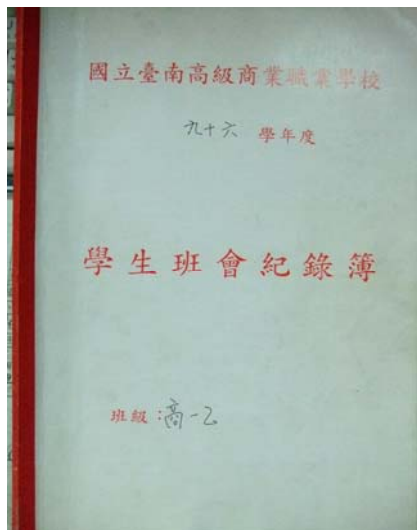 國立臺南高級商業職業學校
九十六 學年度
學生班會紀錄簿
班級：商一乙